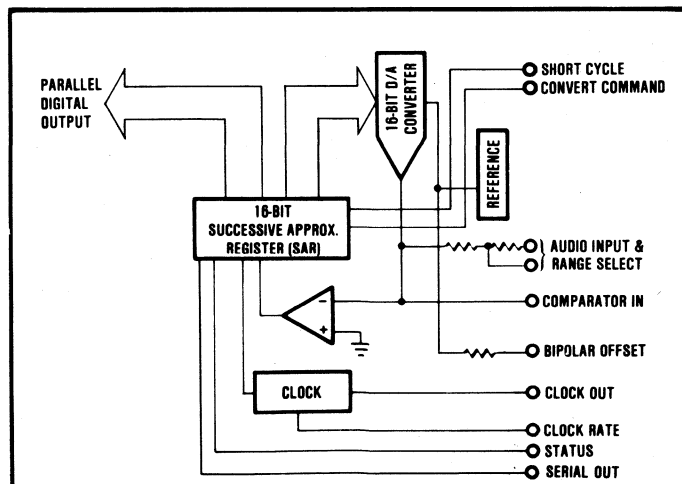 PARALLEL
DIGITAL
OUTPUT
16-BIT D/A
CONVERTER
SHORT CYCLE
CONVERT COMMAND
REFERENCE
16-BIT
SUCCESSIVE APPROX.
REGISTER (SAR)
AUDIO INPUT &
RANGE SELECT
−
+
COMPARATOR IN
BIPOLAR OFFSET
CLOCK
CLOCK OUT
CLOCK RATE
STATUS
SERIAL OUT